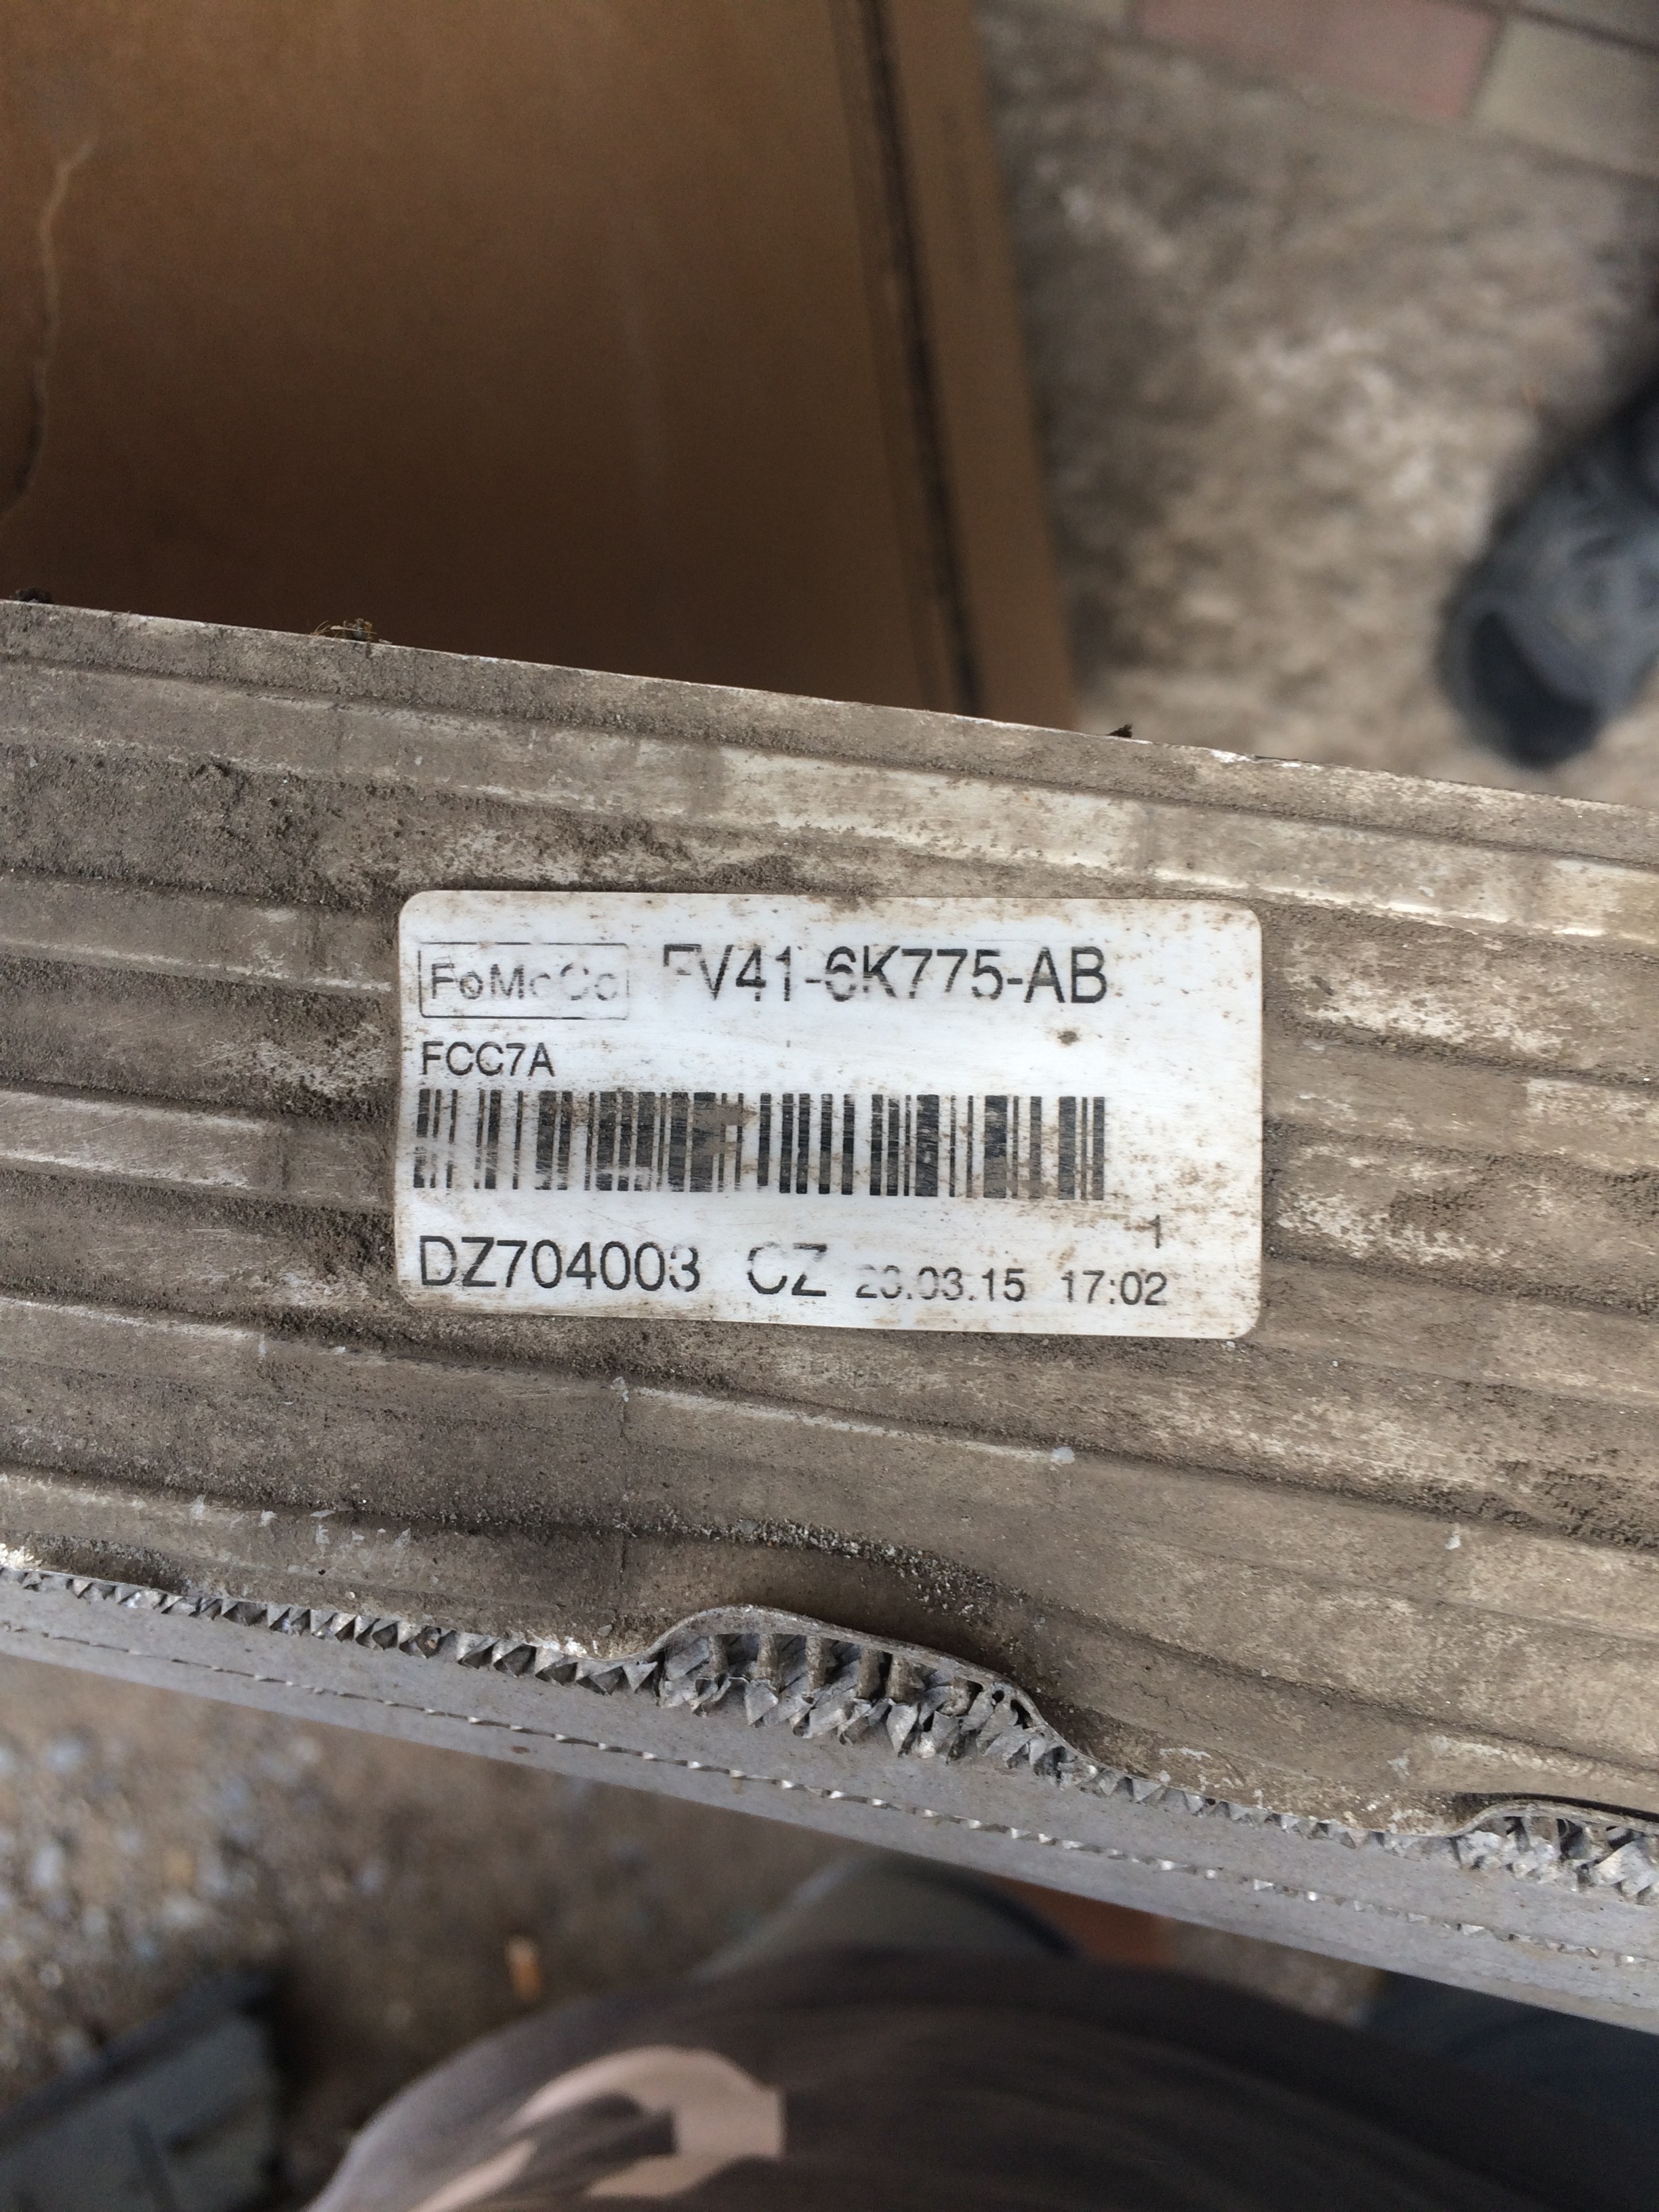 FoMoCo FV41-6K775-AB
FCC7A
1
DZ704003 CZ 23.03.15 17:02